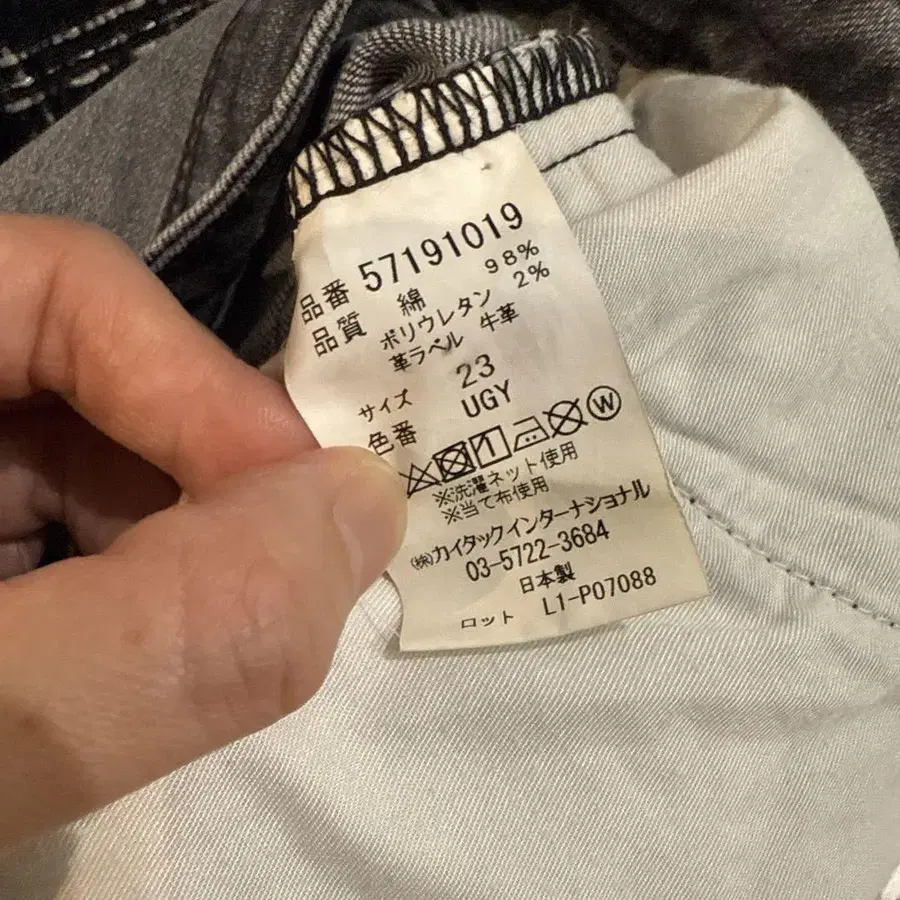 品番 57191019
品質 綿 98%
ポリウレタン 2%
革ラベル 牛革
サイズ 23
色番 UGY
1 W
※洗濯ネット使用
※当て布使用
㈱カイタックインターナショナル
03-5722-3684
日本製
ロット L1-P07088